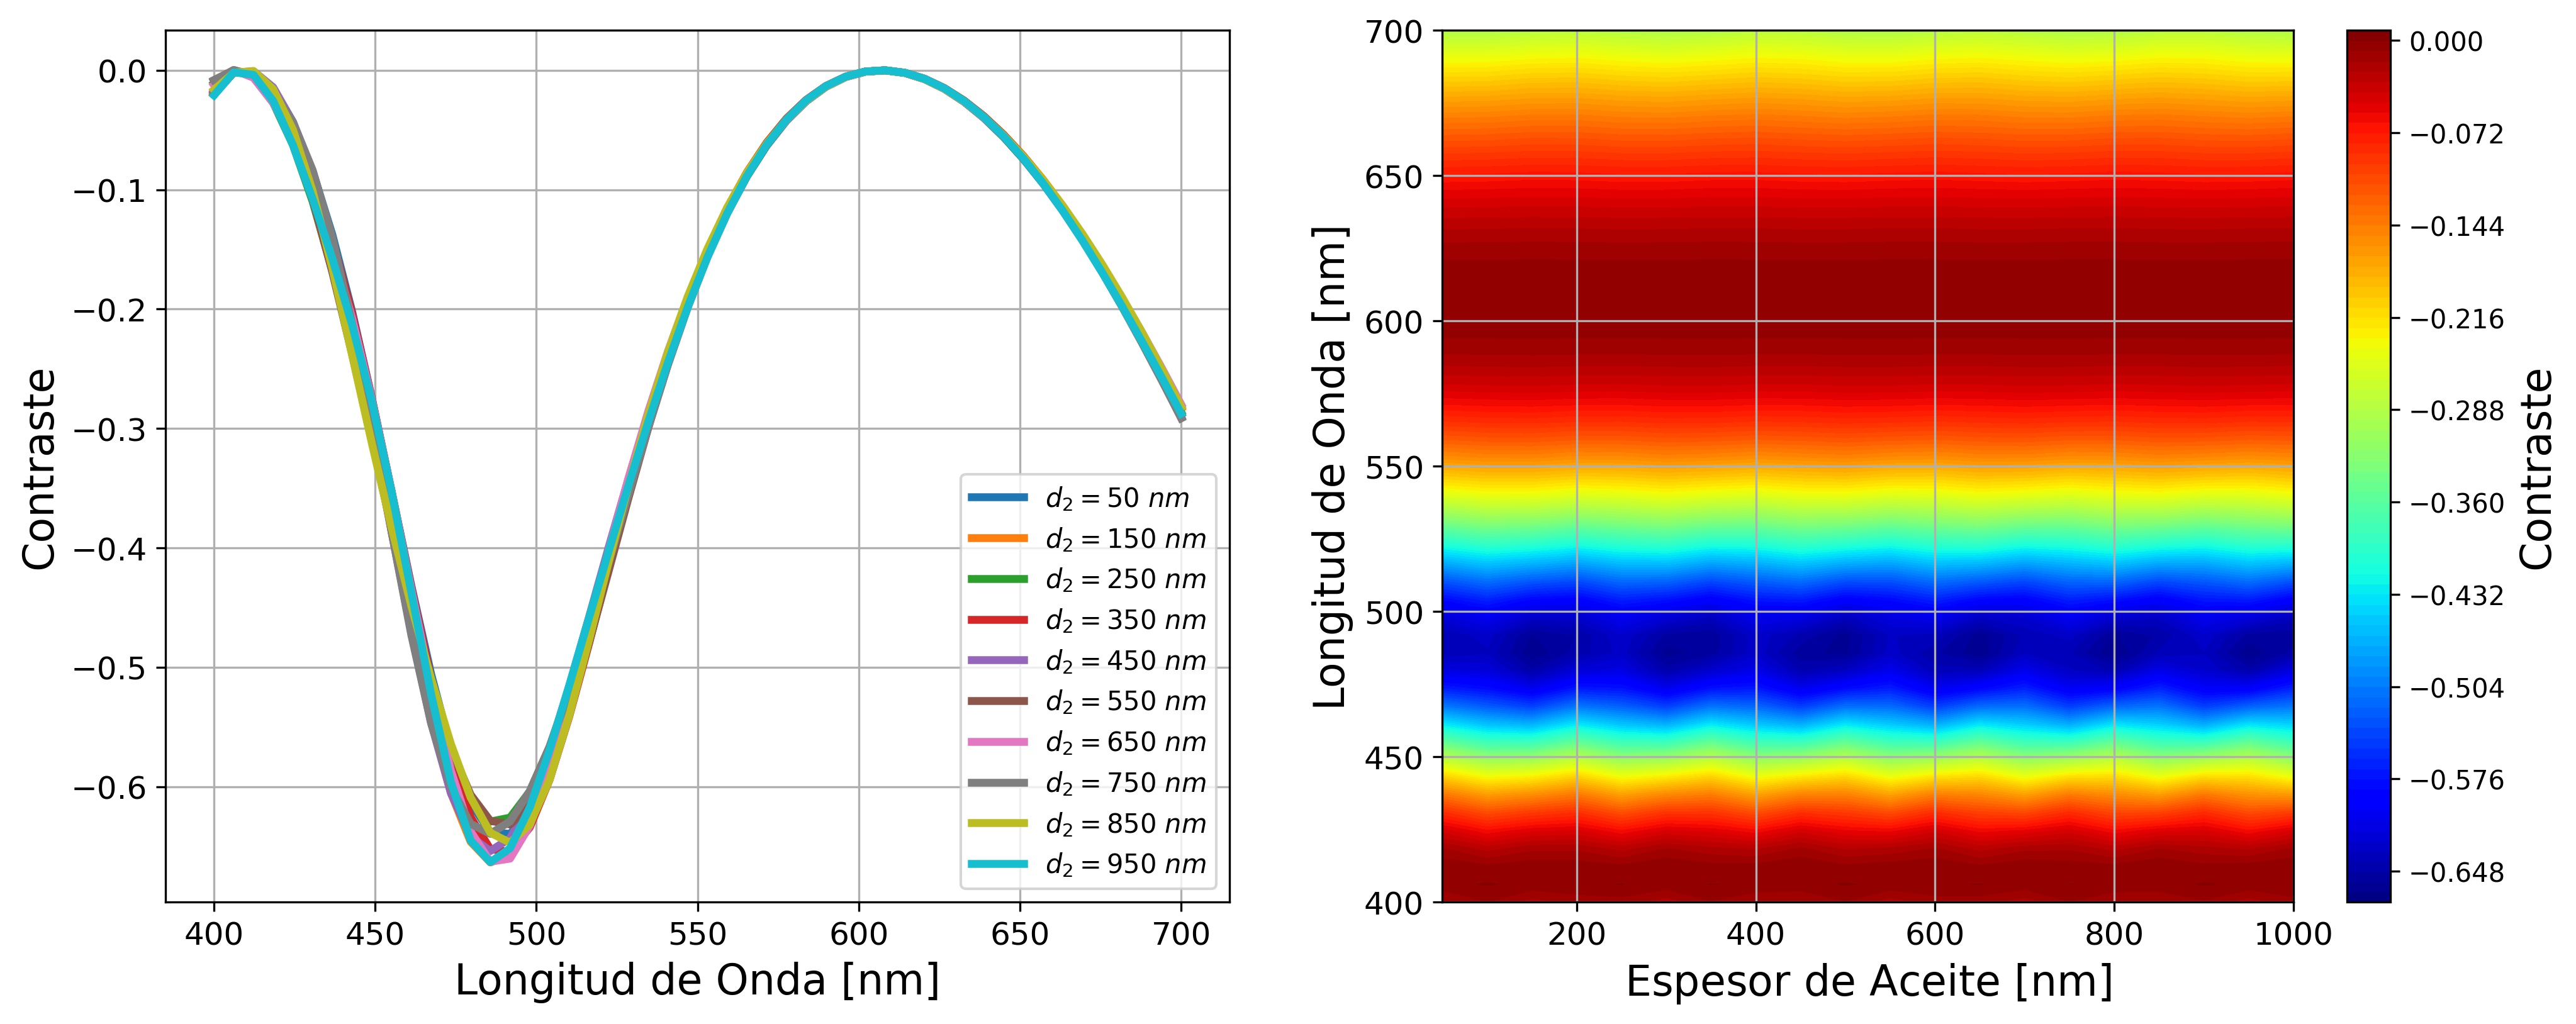 0.0
−0.1
−0.2
−0.3
−0.4
−0.5
−0.6
Contraste
400
450
500
550
600
650
700
Longitud de Onda [nm]
d₂ = 50 nm
d₂ = 150 nm
d₂ = 250 nm
d₂ = 350 nm
d₂ = 450 nm
d₂ = 550 nm
d₂ = 650 nm
d₂ = 750 nm
d₂ = 850 nm
d₂ = 950 nm
700
650
600
550
500
450
400
Longitud de Onda [nm]
200
400
600
800
1000
Espesor de Aceite [nm]
0.000
−0.072
−0.144
−0.216
−0.288
−0.360
−0.432
−0.504
−0.576
−0.648
Contraste